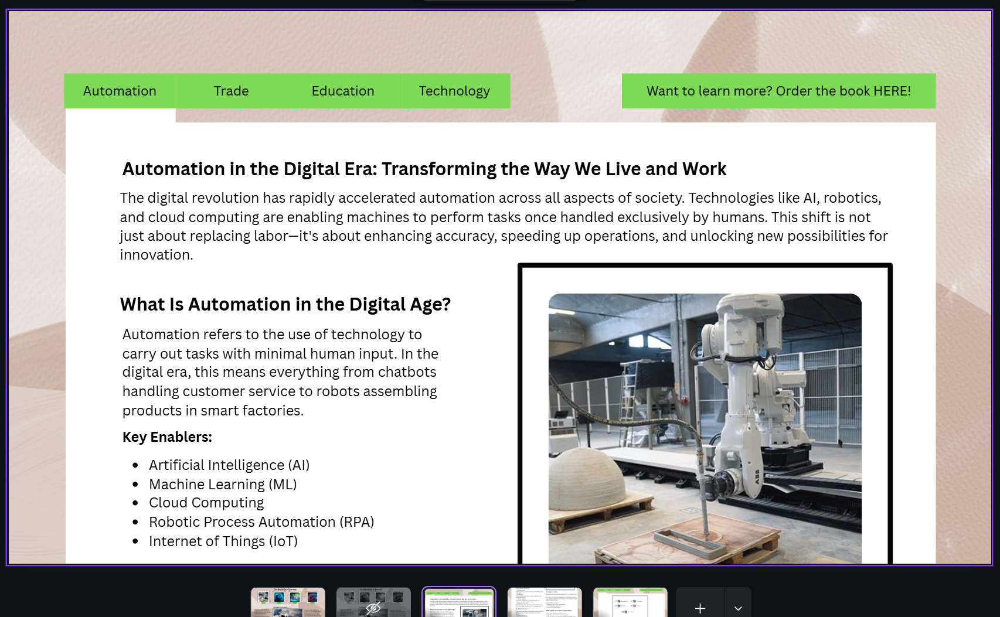 Automation Trade Education Technology Want to learn more? Order the book HERE!
Automation in the Digital Era: Transforming the Way We Live and Work
The digital revolution has rapidly accelerated automation across all aspects of society. Technologies like AI, robotics,
and cloud computing are enabling machines to perform tasks once handled exclusively by humans. This shift is not
just about replacing labor—it's about enhancing accuracy, speeding up operations, and unlocking new possibilities for
innovation.
What Is Automation in the Digital Age?
Automation refers to the use of technology to
carry out tasks with minimal human input. In the
digital era, this means everything from chatbots
handling customer service to robots assembling
products in smart factories.
Key Enablers:
• Artificial Intelligence (AI)
• Machine Learning (ML)
• Cloud Computing
• Robotic Process Automation (RPA)
• Internet of Things (IoT)
ABB